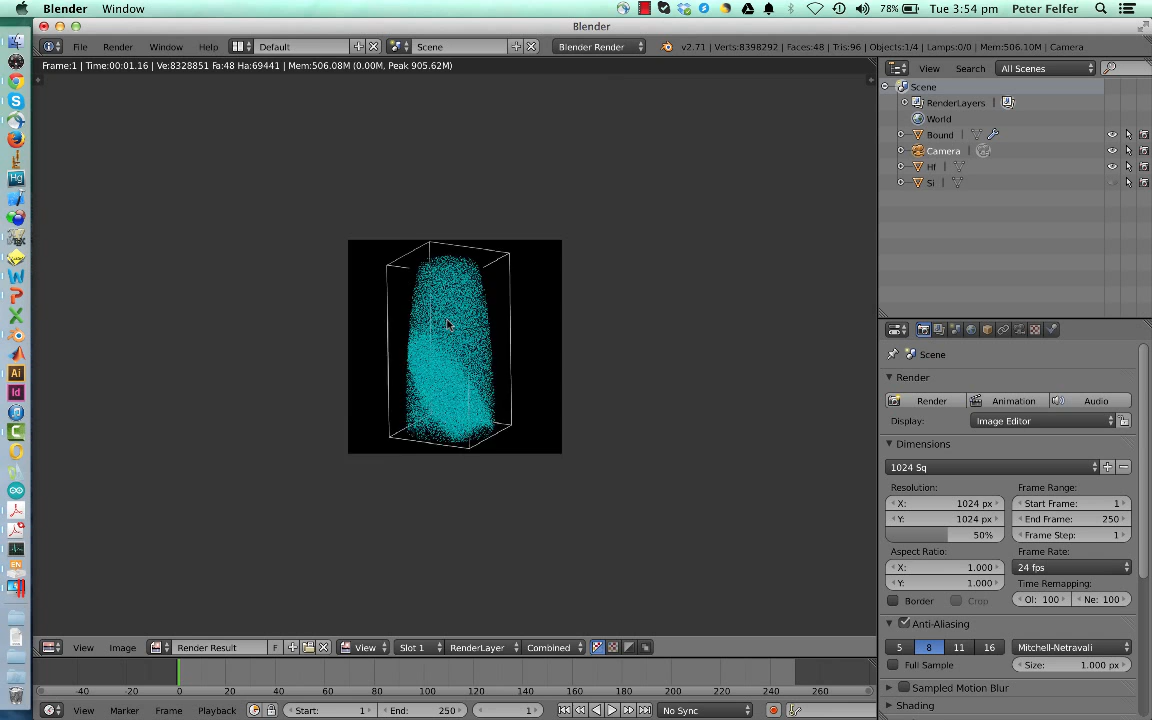 Blender Window 78% Tue 3:54 pm Peter Felfer
Blender
File Render Window Help Default Scene Blender Render v2.71 | Verts:8398292 | Faces:48 | Tris:96 | Objects:1/4 | Lamps:0/0 | Mem:506.10M | Camera
Frame:1 | Time:00:01.16 | Ve:8328851 Fa:48 Ha:69441 | Mem:506.08M (0.00M, Peak 905.62M)
View Search All Scenes
Scene
RenderLayers |
World
Bound |
Camera |
Hf |
Si |
Scene
Render
Render Animation Audio
Display: Image Editor
Dimensions
1024 Sq
Resolution: Frame Range:
X: 1024 px Start Frame: 1
Y: 1024 px End Frame: 250
50% Frame Step: 1
Aspect Ratio: Frame Rate:
X: 1.000 24 fps
Y: 1.000 Time Remapping:
Border Crop Ol: 100 Ne: 100
Anti-Aliasing
5 8 11 16 Mitchell-Netravali
Full Sample Size: 1.000 px
Sampled Motion Blur
Shading
View Image Render Result F View Slot 1 RenderLayer Combined
-40 -20 0 20 40 60 80 100 120 140 160 180 200 220 240 260
View Marker Frame Playback Start: 1 End: 250 1 No Sync